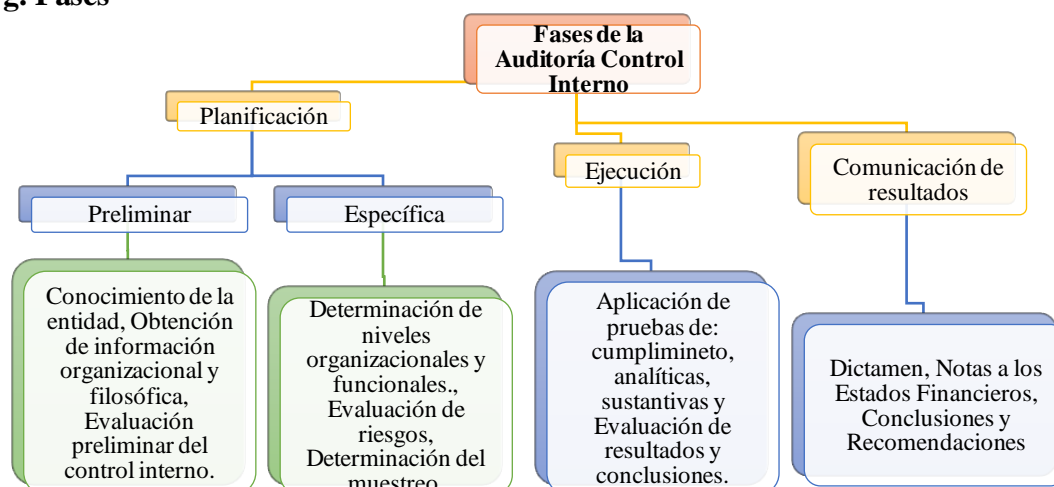 g. Fases
Fases de la
Auditoría Control
Interno
Planificación
Ejecución
Comunicación de
resultados
Preliminar
Específica
Conocimiento de la
entidad, Obtención
de información
organizacional y
filosófica,
Evaluación
preliminar del
control interno.
Determinación de
niveles
organizacionales y
funcionales.,
Evaluación de
riesgos,
Determinación del
muestreo
Aplicación de
pruebas de:
cumplimineto,
analíticas,
sustantivas y
Evaluación de
resultados y
conclusiones.
Dictamen, Notas a los
Estados Financieros,
Conclusiones y
Recomendaciones